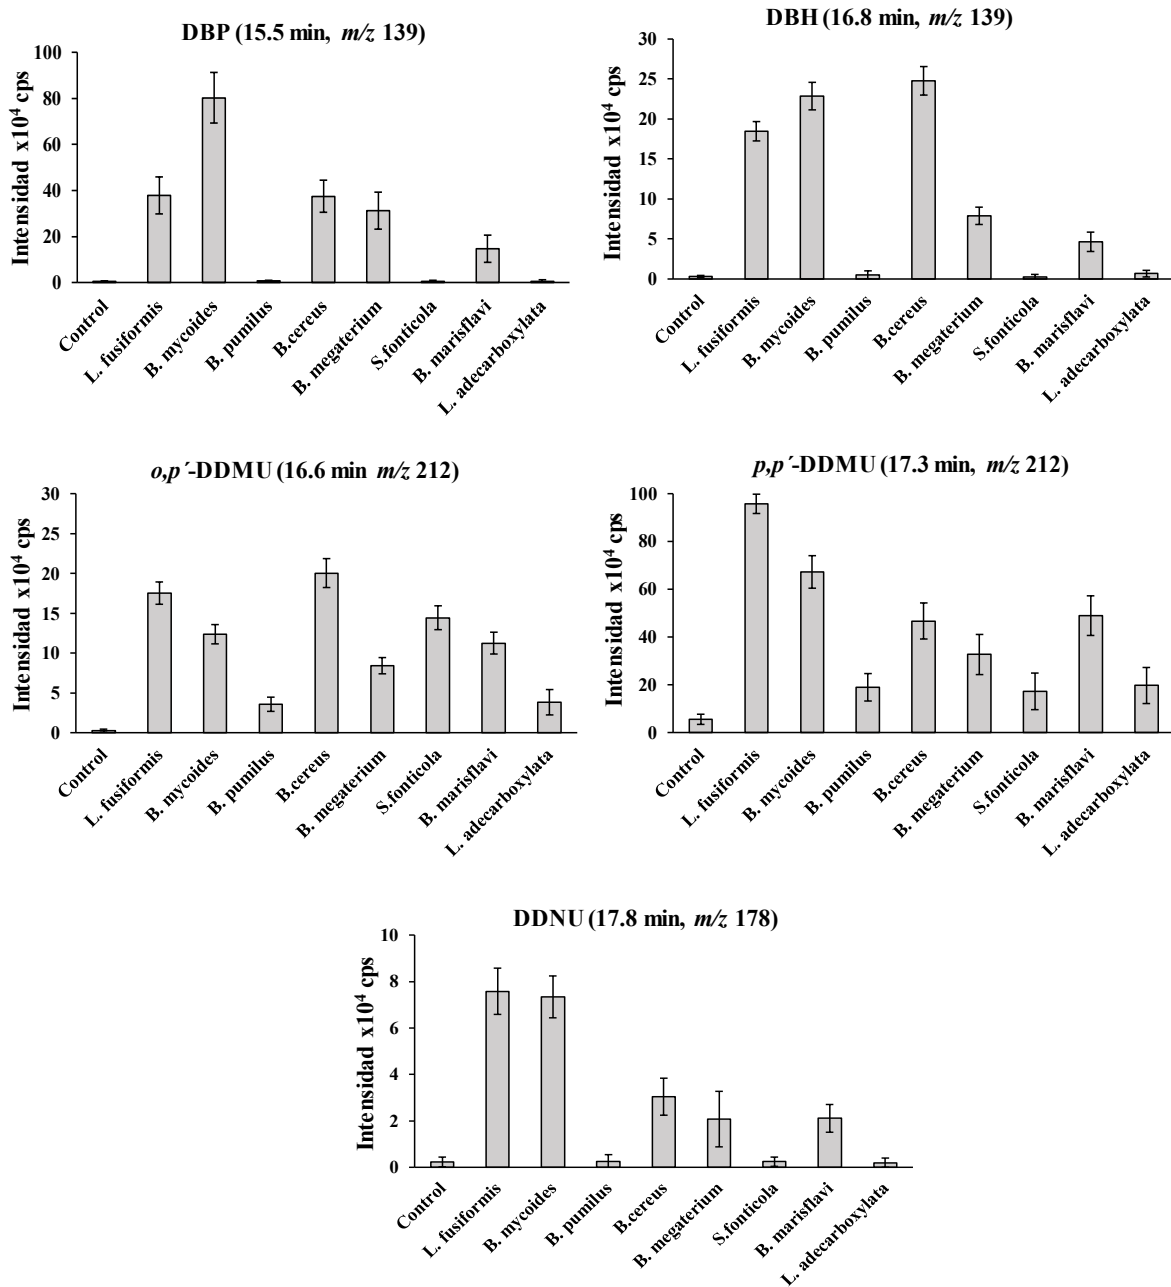 DBP (15.5 min, m/z 139)
Intensidad x10⁴ cps
100
80
60
40
20
0
Control
L. fusiformis
B. mycoides
B. pumilus
B.cereus
B. megaterium
S.fonticola
B. marisflavi
L. adecarboxylata
DBH (16.8 min, m/z 139)
Intensidad x10⁴ cps
30
25
20
15
10
5
0
Control
L. fusiformis
B. mycoides
B. pumilus
B.cereus
B. megaterium
S.fonticola
B. marisflavi
L. adecarboxylata
o,p´-DDMU (16.6 min m/z 212)
Intensidad x10⁴ cps
30
25
20
15
10
5
0
Control
L. fusiformis
B. mycoides
B. pumilus
B.cereus
B. megaterium
S.fonticola
B. marisflavi
L. adecarboxylata
p,p´-DDMU (17.3 min, m/z 212)
Intensidad x10⁴ cps
100
80
60
40
20
0
Control
L. fusiformis
B. mycoides
B. pumilus
B.cereus
B. megaterium
S.fonticola
B. marisflavi
L. adecarboxylata
DDNU (17.8 min, m/z 178)
Intensidad x10⁴ cps
10
8
6
4
2
0
Control
L. fusiformis
B. mycoides
B. pumilus
B.cereus
B. megaterium
S.fonticola
B. marisflavi
L. adecarboxylata